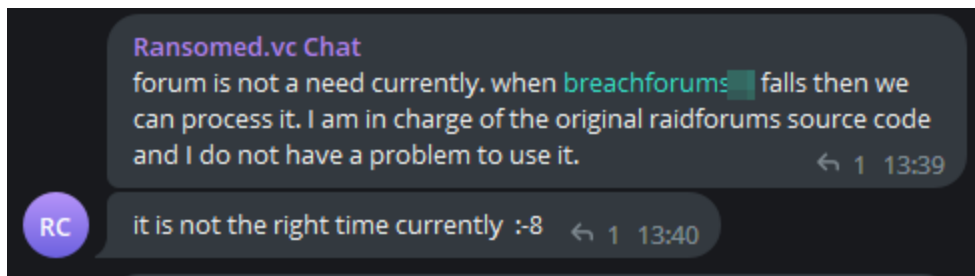 Ransomed.vc Chat
forum is not a need currently. when breachforums falls then we
can process it. I am in charge of the original raidforums source code
and I do not have a problem to use it.
1 13:39
RC
it is not the right time currently :-8
1 13:40